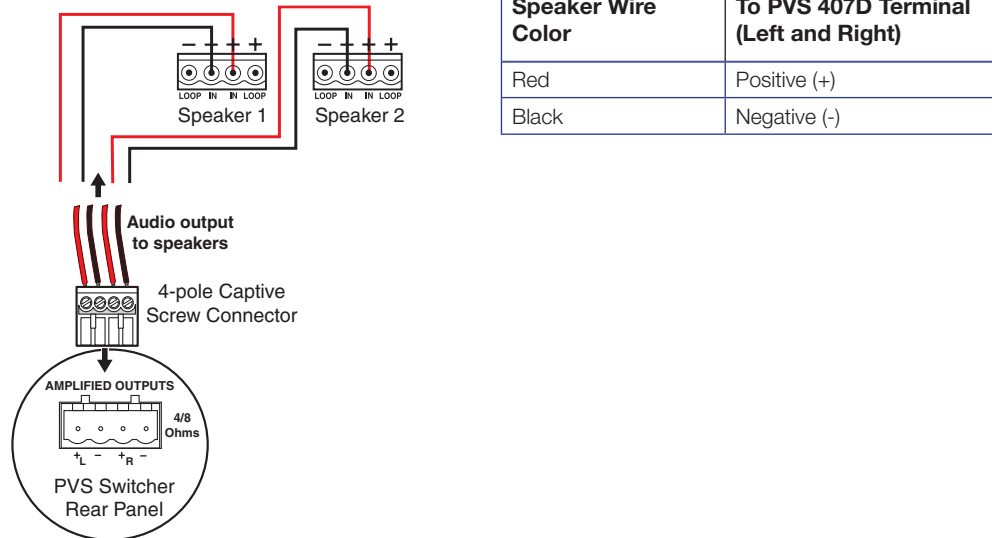 − − + +
LOOP IN IN LOOP
Speaker 1
− − + +
LOOP IN IN LOOP
Speaker 2
Audio output
to speakers
4-pole Captive
Screw Connector
AMPLIFIED OUTPUTS
4/8
Ohms
+ L − + R −
PVS Switcher
Rear Panel
Speaker Wire
Color
To PVS 407D Terminal
(Left and Right)
Red
Positive (+)
Black
Negative (-)